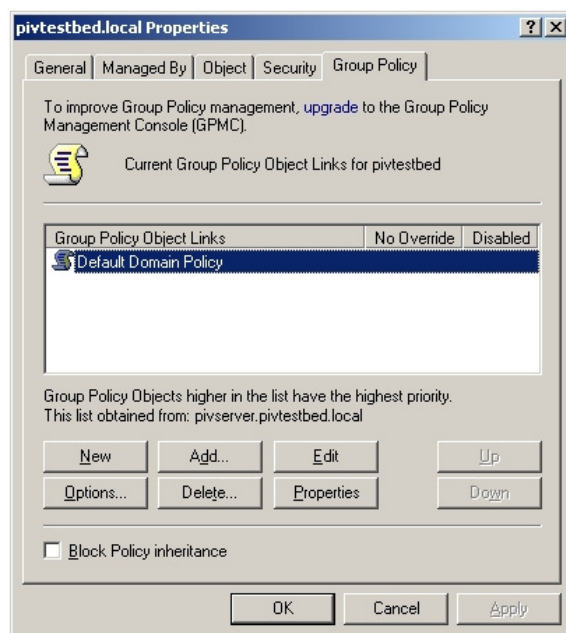 pivtestbed.local Properties
General Managed By Object Security Group Policy
To improve Group Policy management, upgrade to the Group Policy
Management Console (GPMC).
Current Group Policy Object Links for pivtestbed
Group Policy Object Links No Override Disabled
Default Domain Policy
Group Policy Objects higher in the list have the highest priority.
This list obtained from: pivserver.pivtestbed.local
New Add... Edit Up
Options... Delete... Properties Down
Block Policy inheritance
OK Cancel Apply